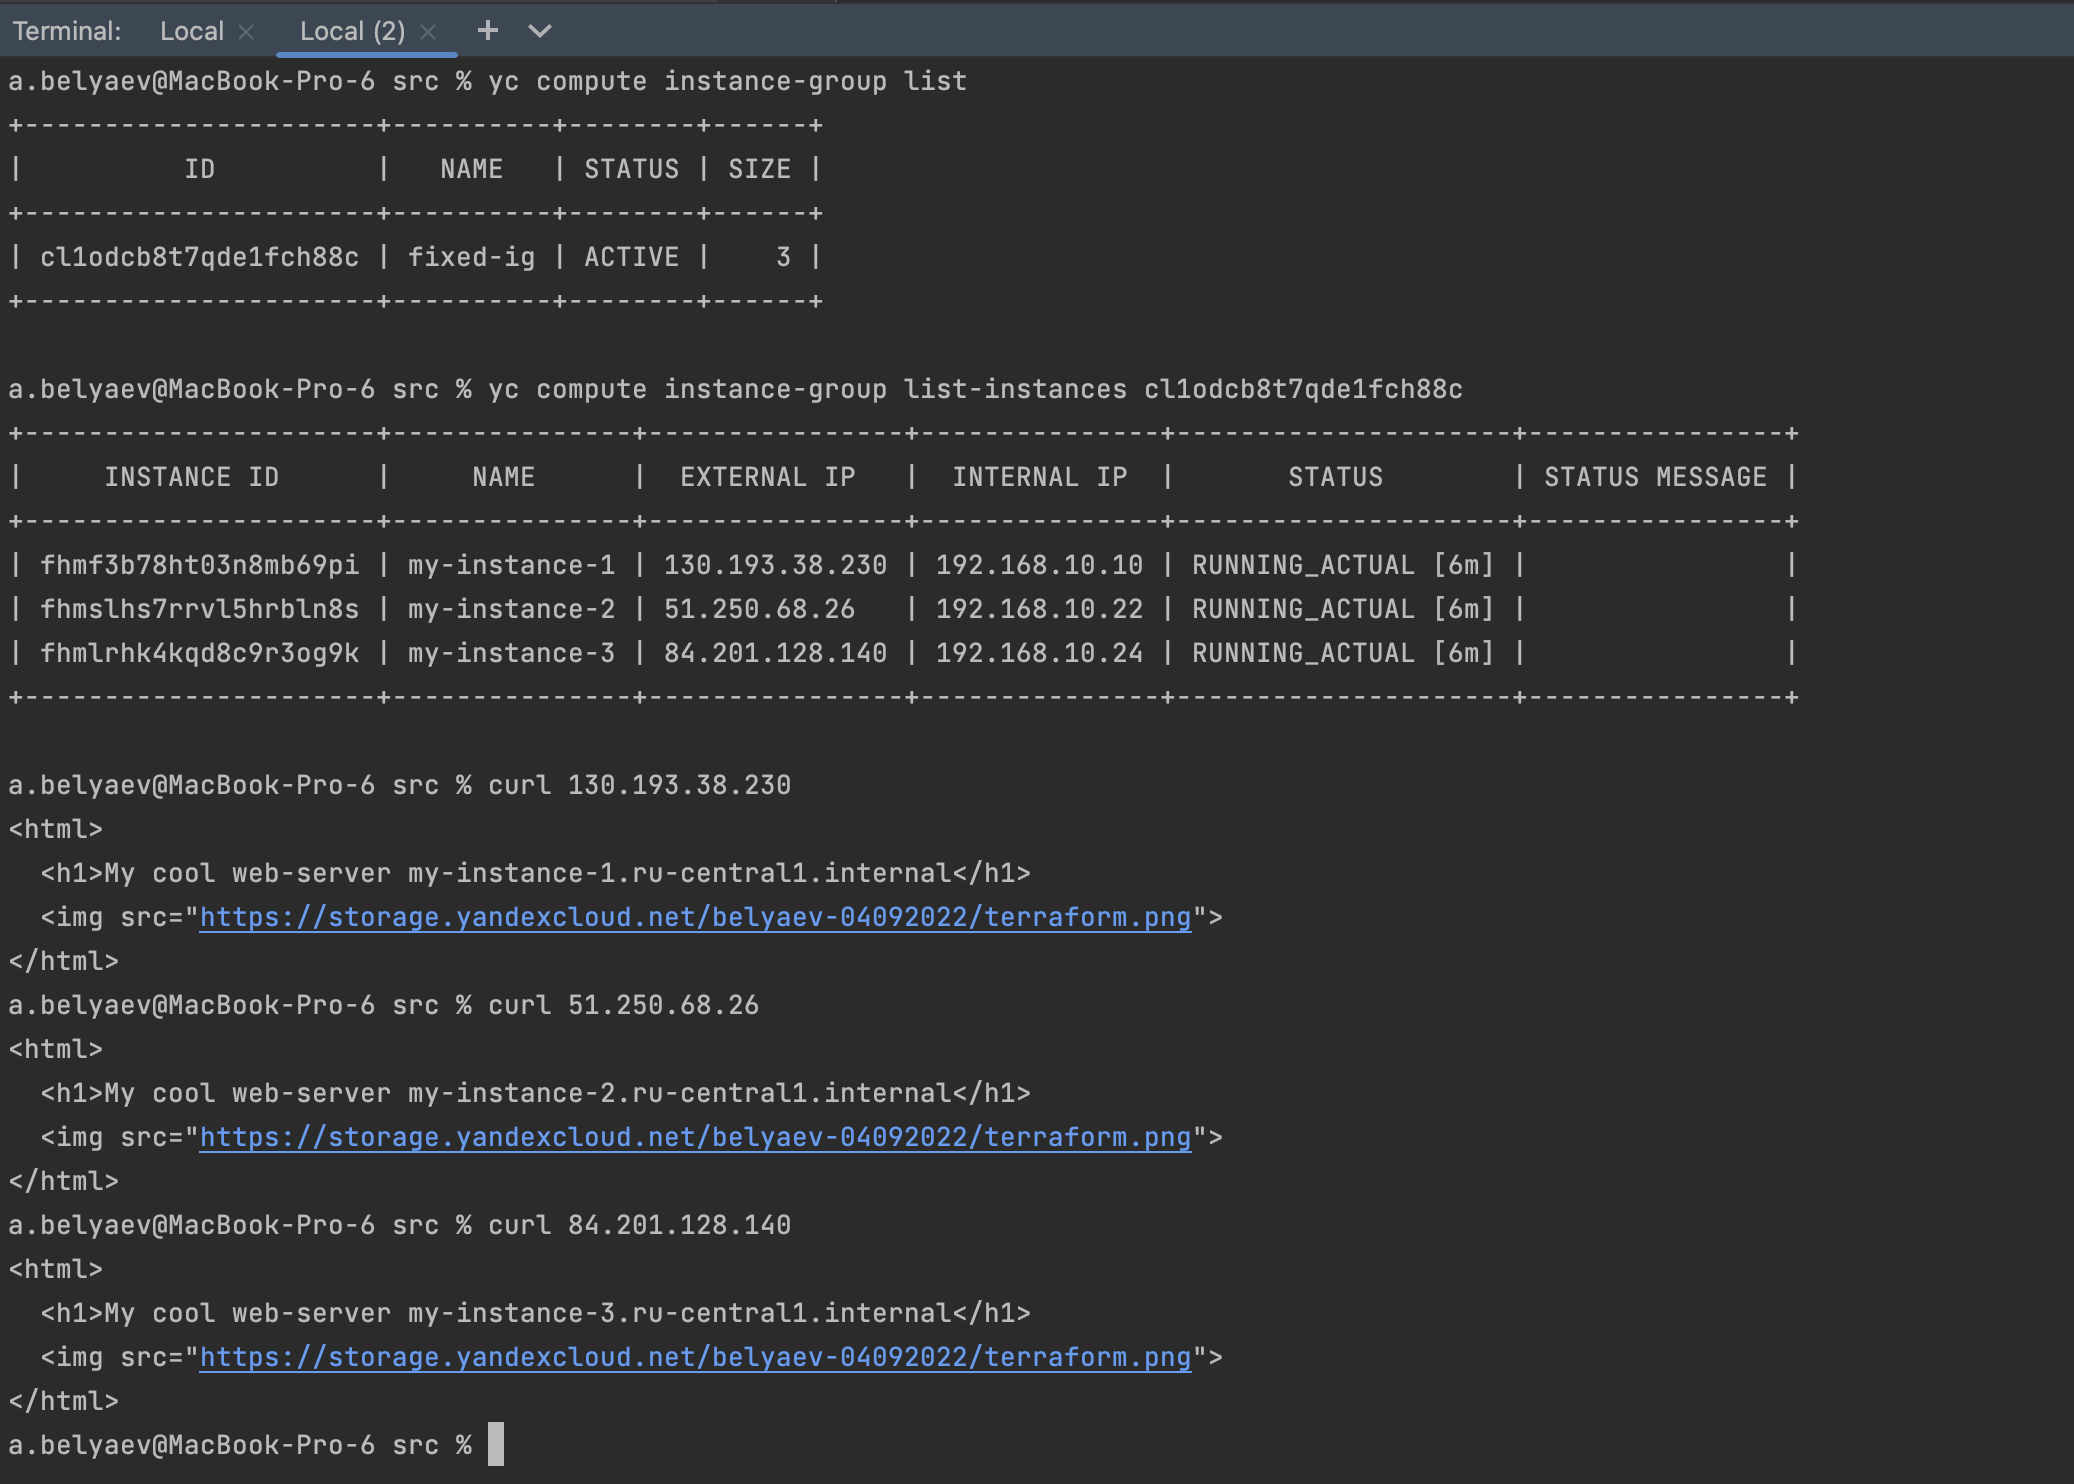 Terminal: Local × Local (2) × +
a.belyaev@MacBook-Pro-6 src % yc compute instance-group list
+----------------------+----------+--------+------+
|          ID          |   NAME   | STATUS | SIZE |
+----------------------+----------+--------+------+
| cl1odcb8t7qde1fch88c | fixed-ig | ACTIVE |    3 |
+----------------------+----------+--------+------+
a.belyaev@MacBook-Pro-6 src % yc compute instance-group list-instances cl1odcb8t7qde1fch88c
+----------------------+---------------+----------------+---------------+---------------------+----------------+
|     INSTANCE ID      |     NAME      |  EXTERNAL IP   |  INTERNAL IP  |       STATUS        | STATUS MESSAGE |
+----------------------+---------------+----------------+---------------+---------------------+----------------+
| fhmf3b78ht03n8mb69pi | my-instance-1 | 130.193.38.230 | 192.168.10.10 | RUNNING_ACTUAL [6m] |                |
| fhmslhs7rrvl5hrbln8s | my-instance-2 | 51.250.68.26   | 192.168.10.22 | RUNNING_ACTUAL [6m] |                |
| fhmlrhk4kqd8c9r3og9k | my-instance-3 | 84.201.128.140 | 192.168.10.24 | RUNNING_ACTUAL [6m] |                |
+----------------------+---------------+----------------+---------------+---------------------+----------------+
a.belyaev@MacBook-Pro-6 src % curl 130.193.38.230
<html>
  <h1>My cool web-server my-instance-1.ru-central1.internal</h1>
  <img src="https://storage.yandexcloud.net/belyaev-04092022/terraform.png">
</html>
a.belyaev@MacBook-Pro-6 src % curl 51.250.68.26
<html>
  <h1>My cool web-server my-instance-2.ru-central1.internal</h1>
  <img src="https://storage.yandexcloud.net/belyaev-04092022/terraform.png">
</html>
a.belyaev@MacBook-Pro-6 src % curl 84.201.128.140
<html>
  <h1>My cool web-server my-instance-3.ru-central1.internal</h1>
  <img src="https://storage.yandexcloud.net/belyaev-04092022/terraform.png">
</html>
a.belyaev@MacBook-Pro-6 src %